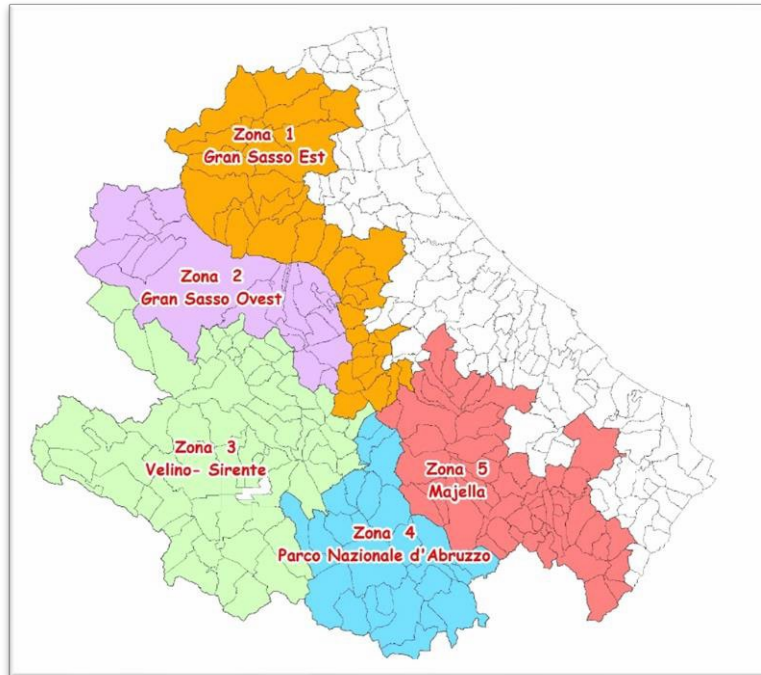 Zona 1
Gran Sasso Est
Zona 2
Gran Sasso Ovest
Zona 3
Velino- Sirente
Zona 5
Majella
Zona 4
Parco Nazionale d'Abruzzo